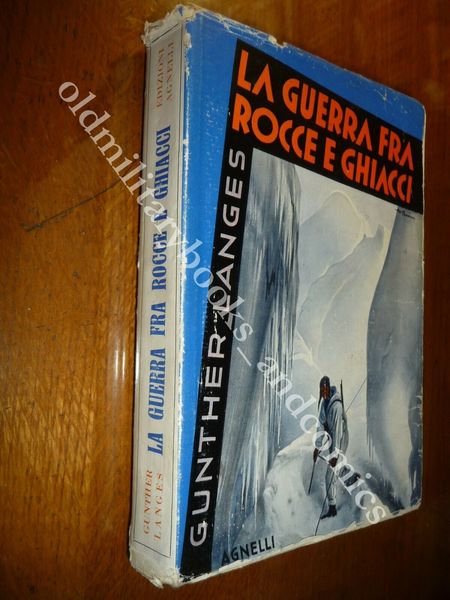 LA GUERRA FRA
ROCCE E GHIACCI
GUNTHER LANGES
AGNELLI
GUNTHER
LANGES
LA GUERRA FRA ROCCE E GHIACCI
EDIZIONI
AGNELLI
oldmilitarybooks_andcomics